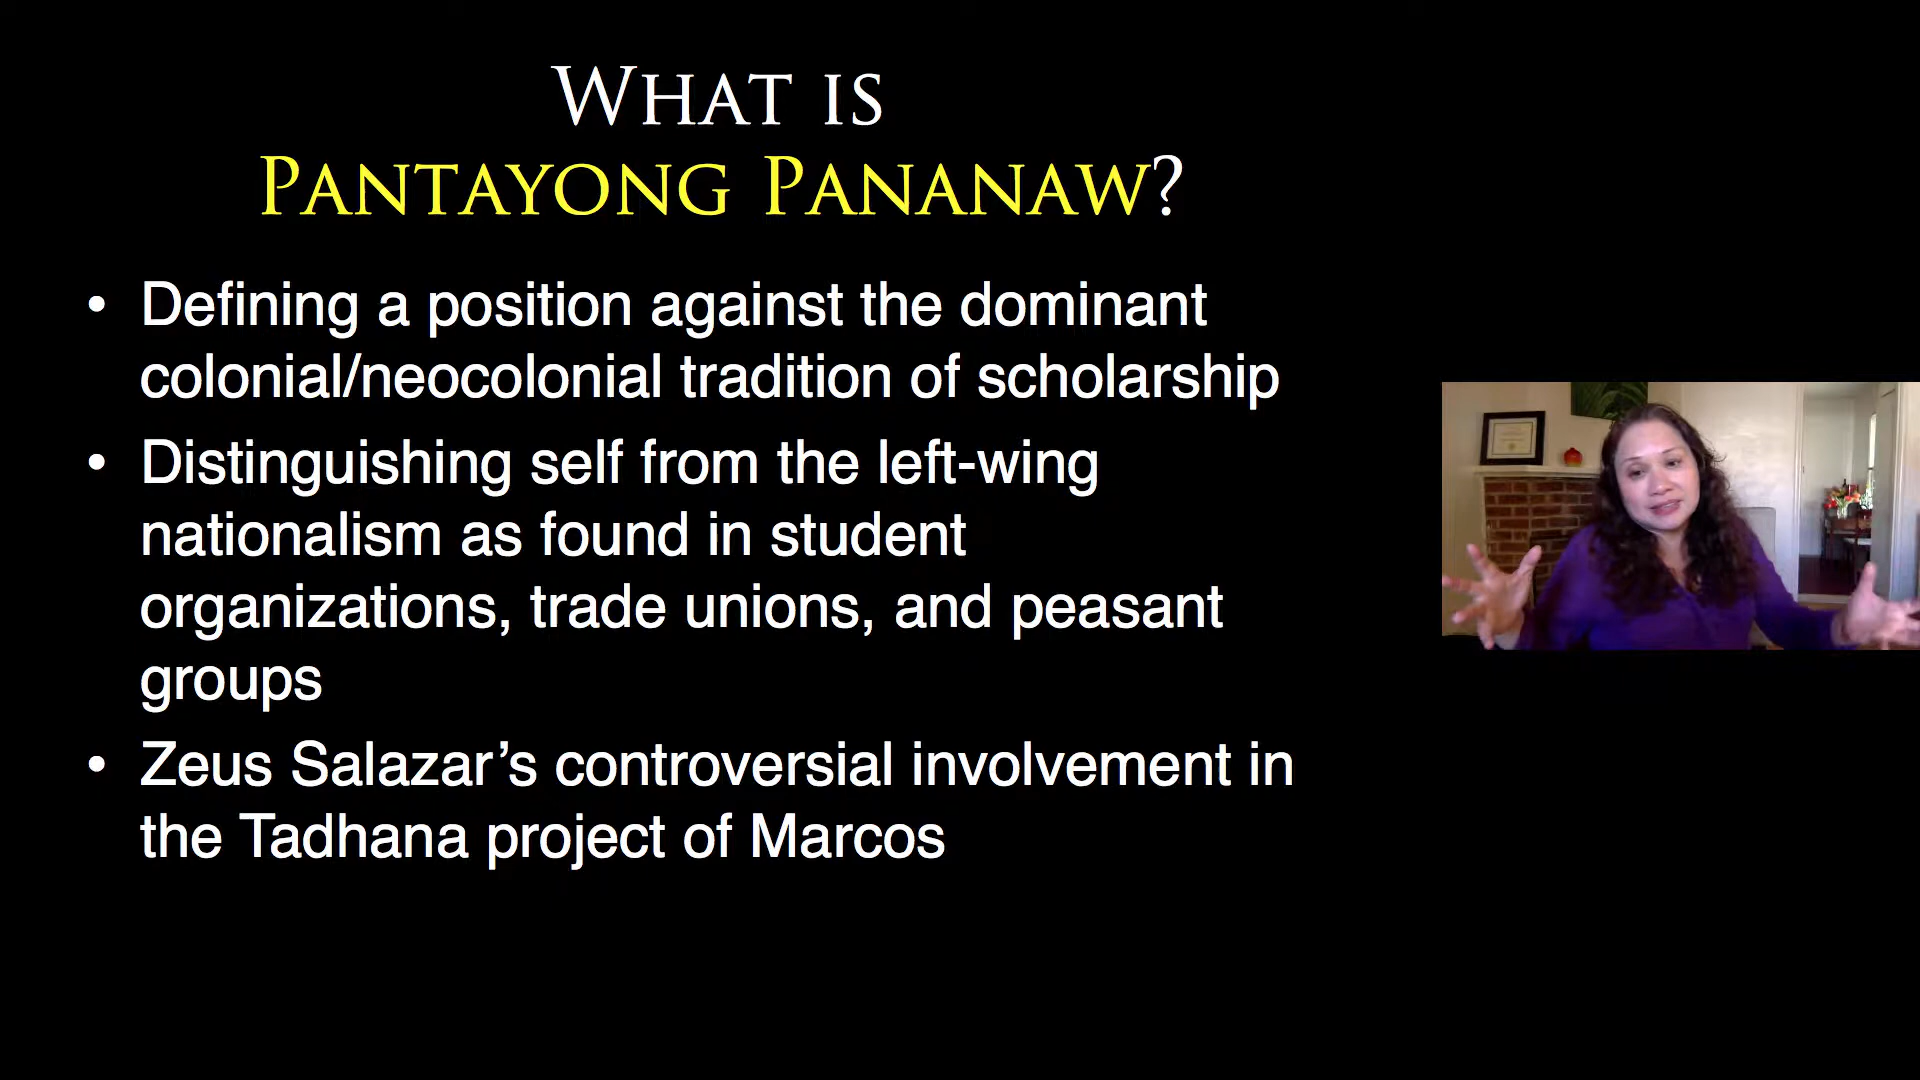 What is
Pantayong Pananaw?
• Defining a position against the dominant
colonial/neocolonial tradition of scholarship
• Distinguishing self from the left-wing
nationalism as found in student
organizations, trade unions, and peasant
groups
• Zeus Salazar’s controversial involvement in
the Tadhana project of Marcos